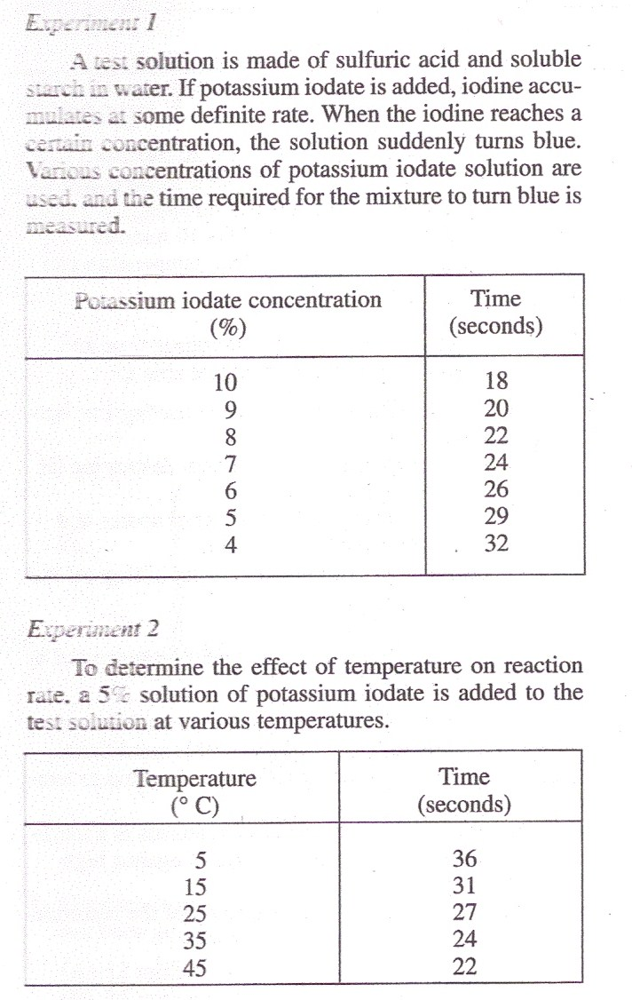 Experiment 1
A test solution is made of sulfuric acid and soluble
starch in water. If potassium iodate is added, iodine accu-
mulates at some definite rate. When the iodine reaches a
certain concentration, the solution suddenly turns blue.
Various concentrations of potassium iodate solution are
used, and the time required for the mixture to turn blue is
measured.
Potassium iodate concentration Time
(%) (seconds)
10 18
9 20
8 22
7 24
6 26
5 29
4 32
Experiment 2
To determine the effect of temperature on reaction
rate, a 5% solution of potassium iodate is added to the
test solution at various temperatures.
Temperature Time
(° C) (seconds)
5 36
15 31
25 27
35 24
45 22